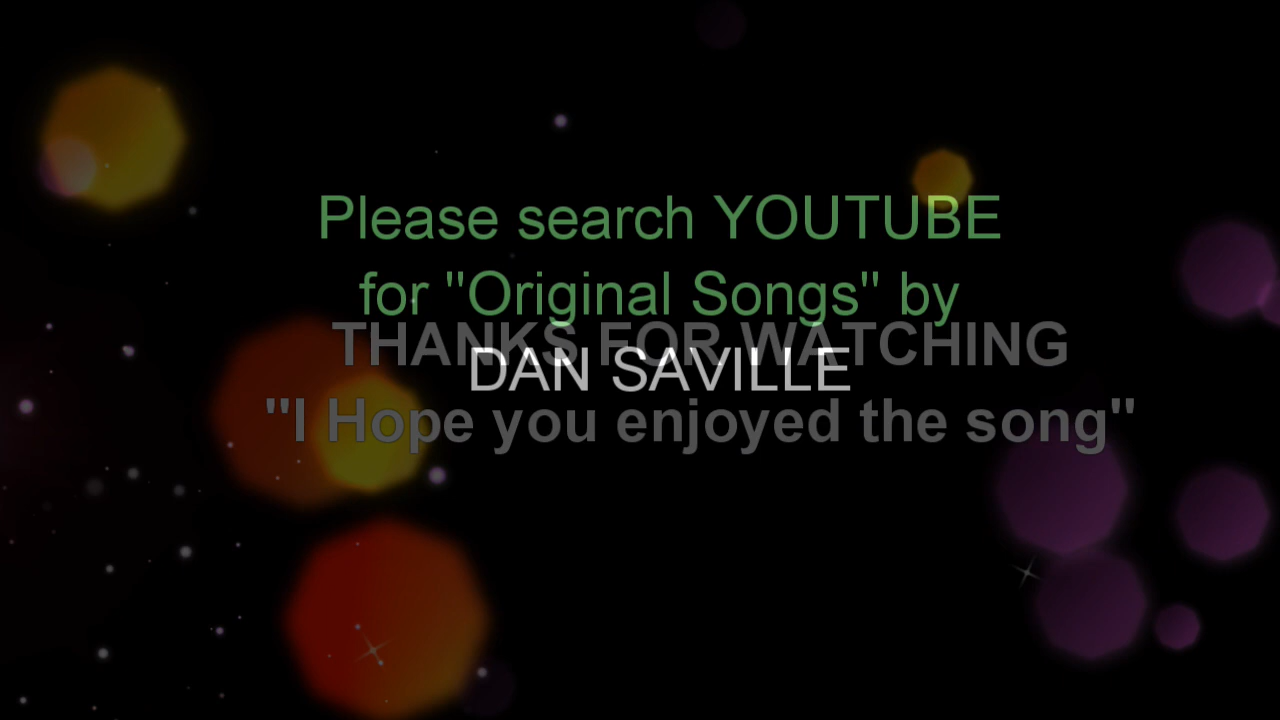 Please search YOUTUBE
for "Original Songs" by
THANKS FOR WATCHING
DAN SAVILLE
"I Hope you enjoyed the song"